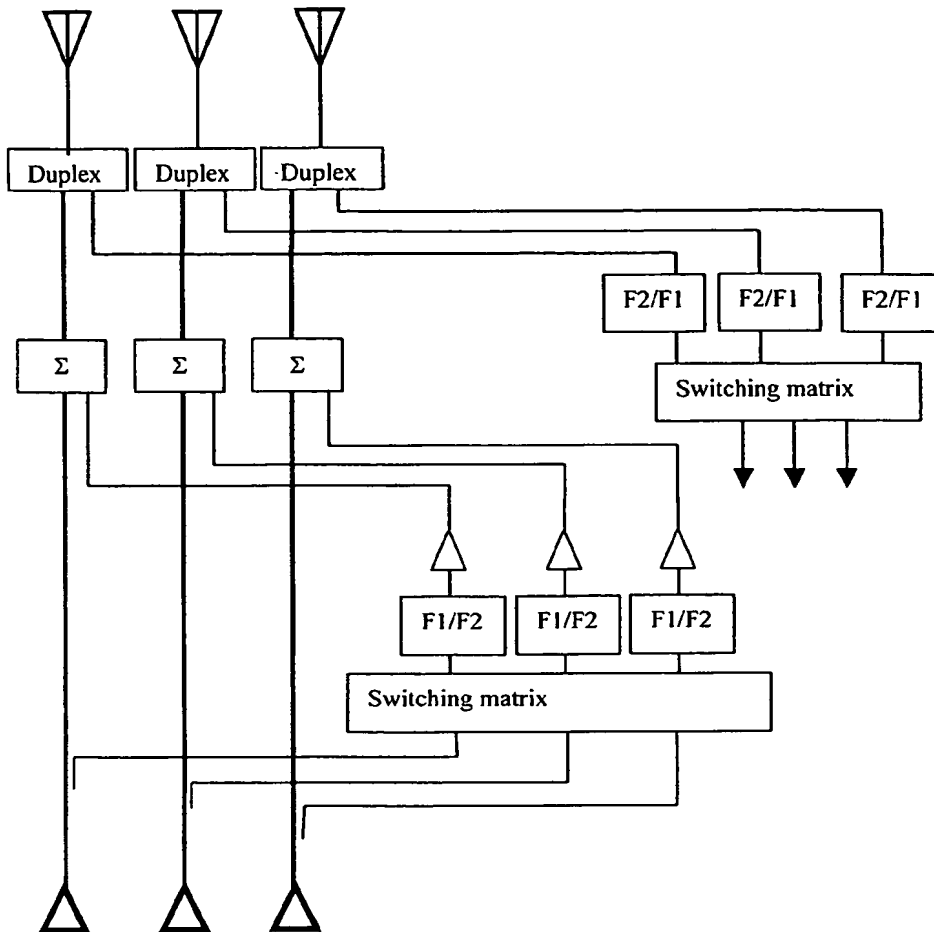 Duplex Duplex Duplex
F2/F1 F2/F1 F2/F1
Σ Σ Σ
Switching matrix
F1/F2 F1/F2 F1/F2
Switching matrix